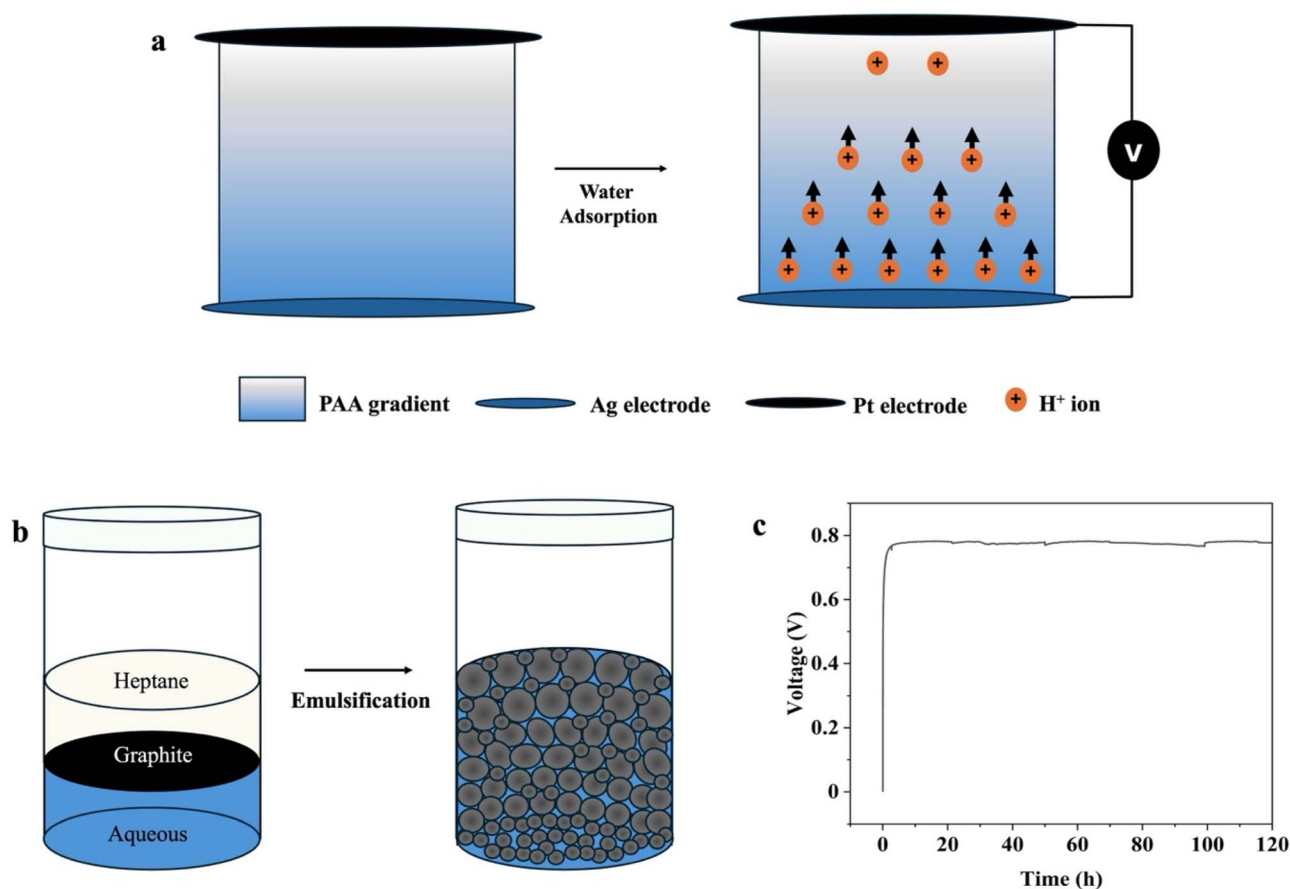 a
Water
Adsorption
+ +
+ + +
+ + + +
+ + + + + +
V
PAA gradient
Ag electrode
Pt electrode
+
H⁺ ion
b
Heptane
Graphite
Aqueous
Emulsification
c
Voltage (V)
0.8
0.6
0.4
0.2
0
0 20 40 60 80 100 120
Time (h)